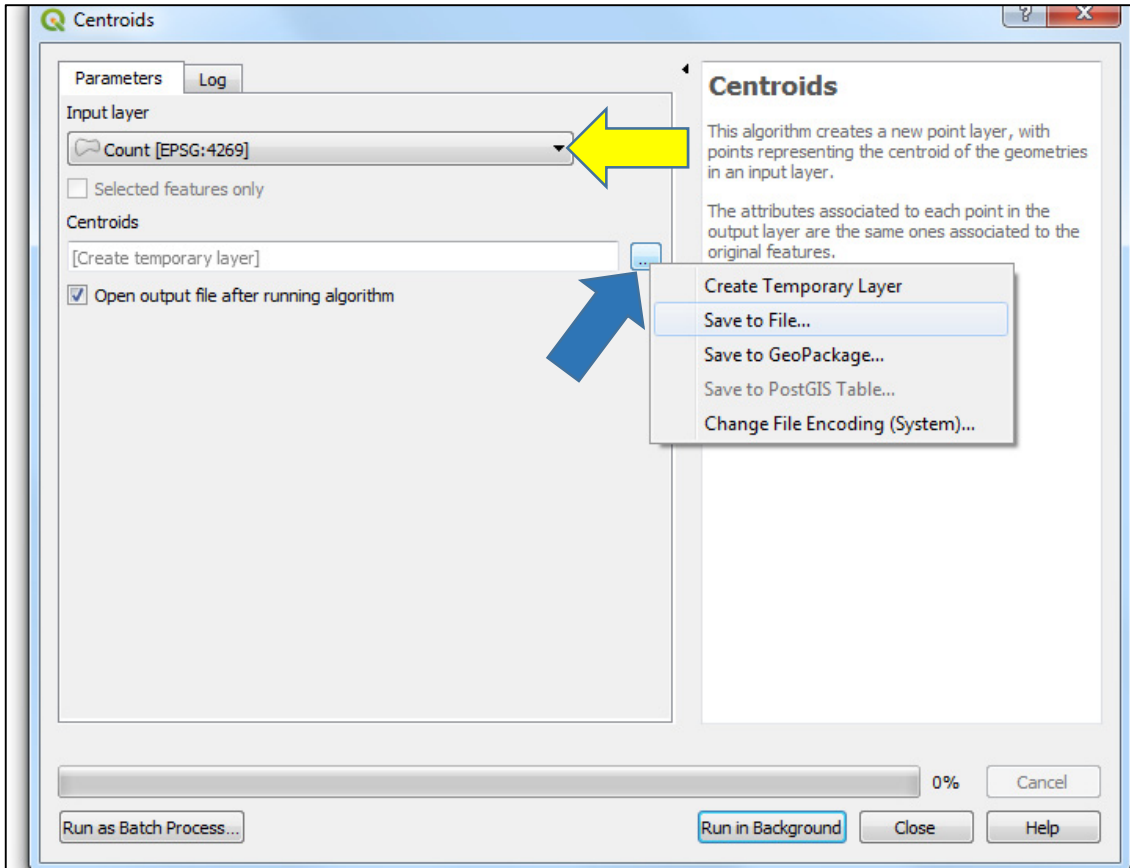 Centroids
?
X
Parameters
Log
Input layer
Count [EPSG:4269]
Selected features only
Centroids
[Create temporary layer]
...
Open output file after running algorithm
Centroids
This algorithm creates a new point layer, with
points representing the centroid of the geometries
in an input layer.
The attributes associated to each point in the
output layer are the same ones associated to the
original features.
Create Temporary Layer
Save to File...
Save to GeoPackage...
Save to PostGIS Table...
Change File Encoding (System)...
0%
Cancel
Run as Batch Process...
Run in Background
Close
Help